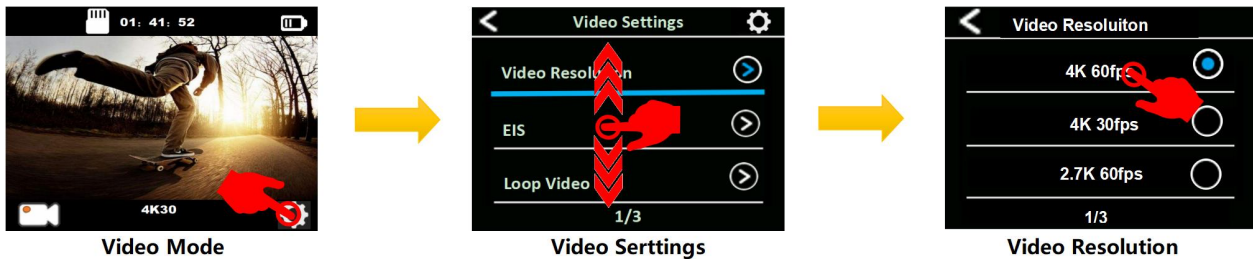 01: 41: 52
4K30
Video Mode
Video Settings
Video Resolution
EIS
Loop Video
1/3
Video Serttings
Video Resoluiton
4K 60fps
4K 30fps
2.7K 60fps
1/3
Video Resolution